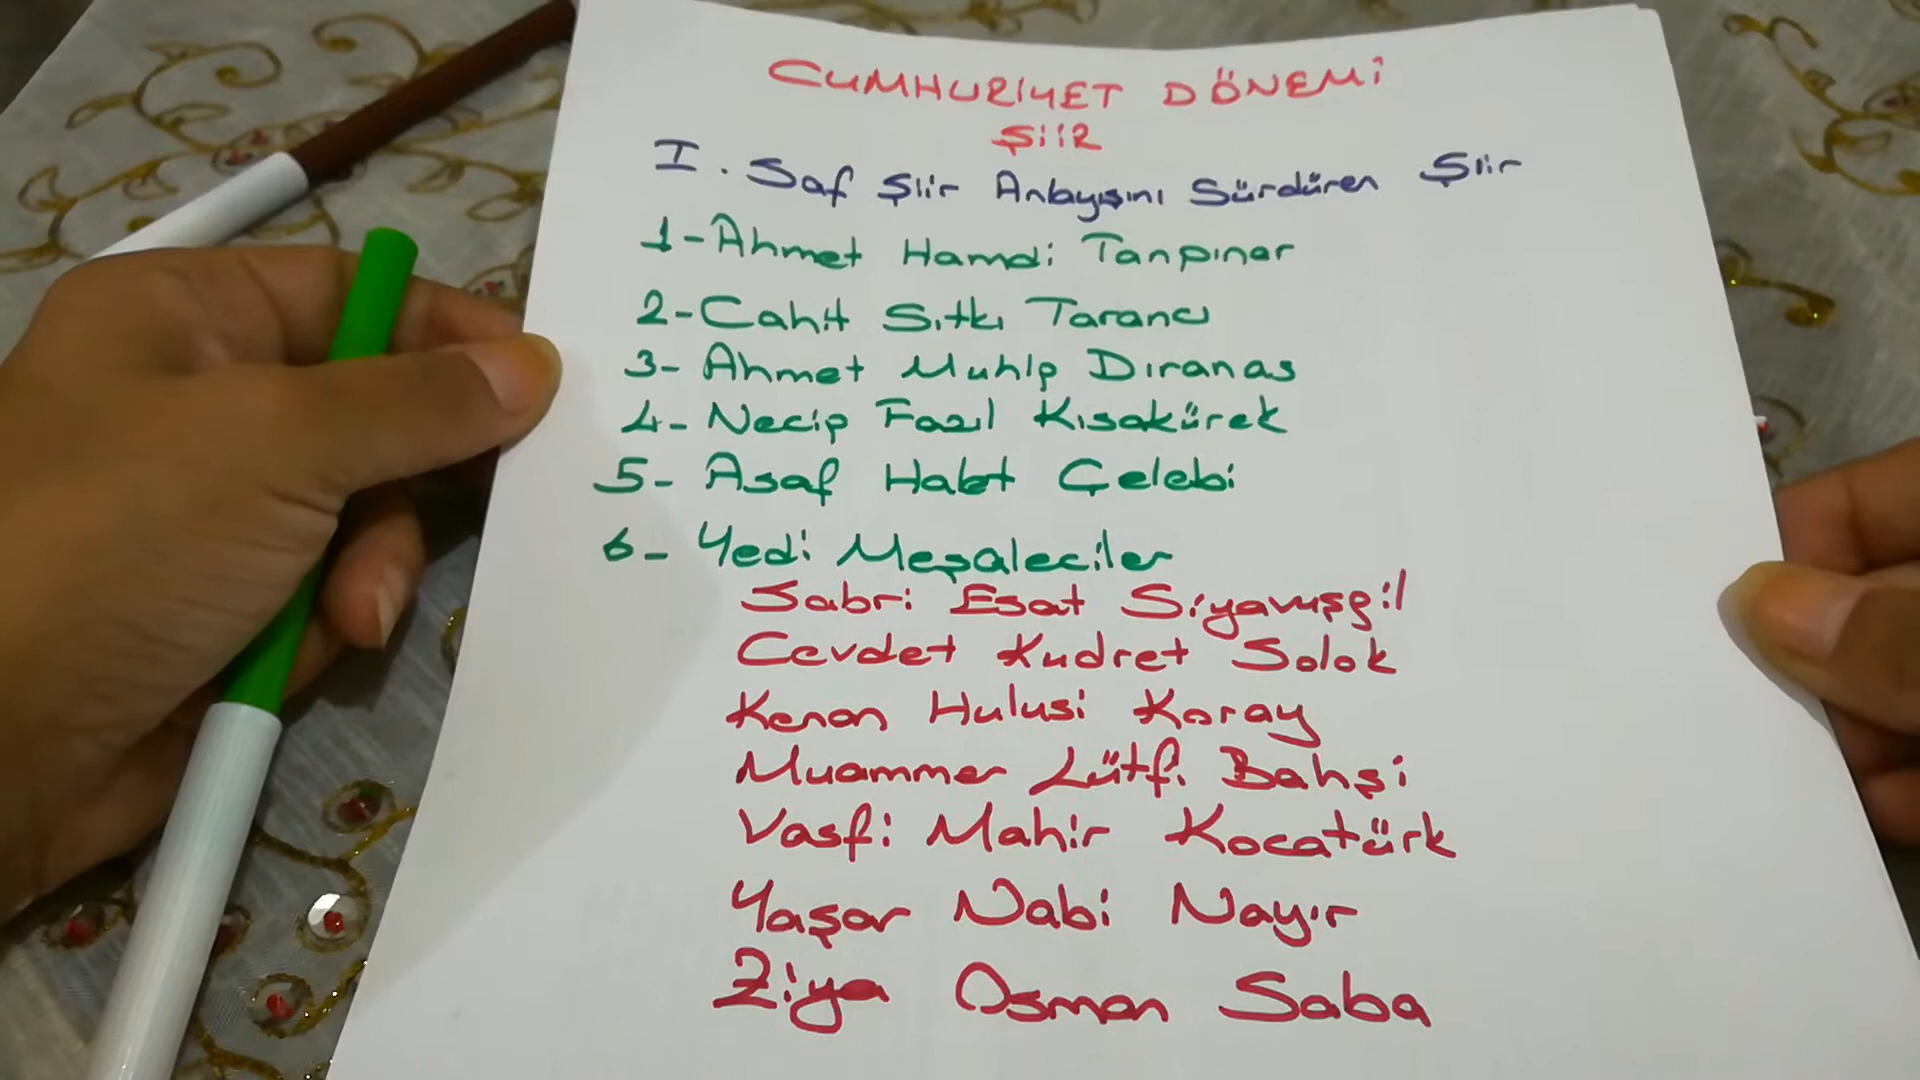 CUMHURİYET DÖNEMİ
ŞİİR
I. Saf Şiir Anlayışını Sürdüren Şiir
1- Ahmet Hamdi Tanpınar
2- Cahit Sıtkı Tarancı
3- Ahmet Muhip Dıranas
4- Necip Fazıl Kısakürek
5- Asaf Halet Çelebi
6- Yedi Meşaleciler
Sabri Esat Siyavuşgil
Cevdet Kudret Solok
Kenan Hulusi Koray
Muammer Lütfi Bahşi
Vasfi Mahir Kocatürk
Yaşar Nabi Nayır
Ziya Osman Saba